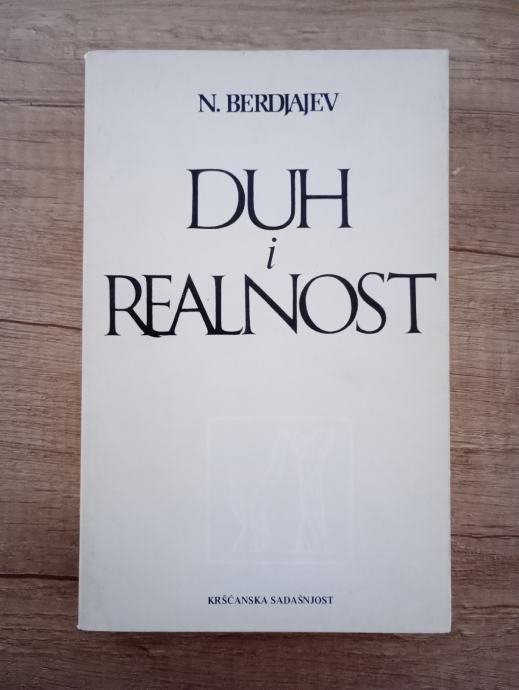 N. BERDJAJEV
DUH
i
REALNOST
KRŠĆANSKA SADAŠNJOST